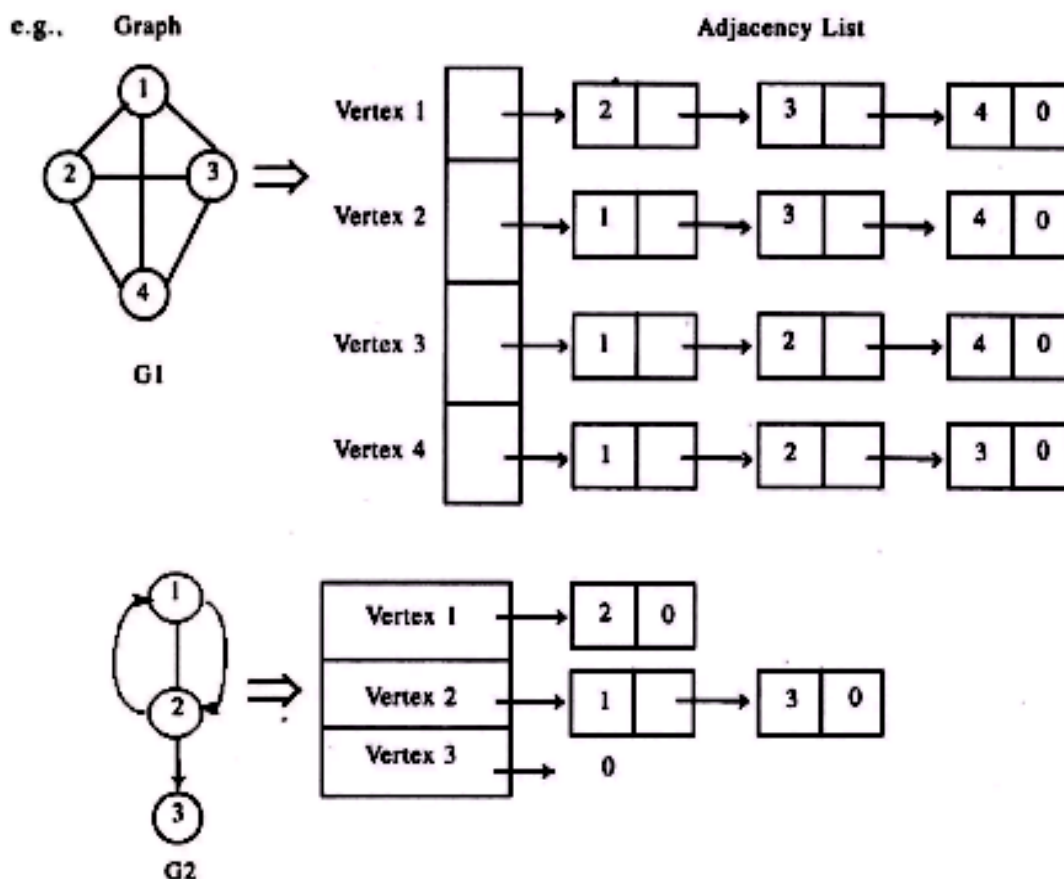 e.g., Graph Adjacency List
1
2 3
4
G1
Vertex 1 2 3 4 0
Vertex 2 1 3 4 0
Vertex 3 1 2 4 0
Vertex 4 1 2 3 0
1
2
3
G2
Vertex 1 2 0
Vertex 2 1 3 0
Vertex 3 0